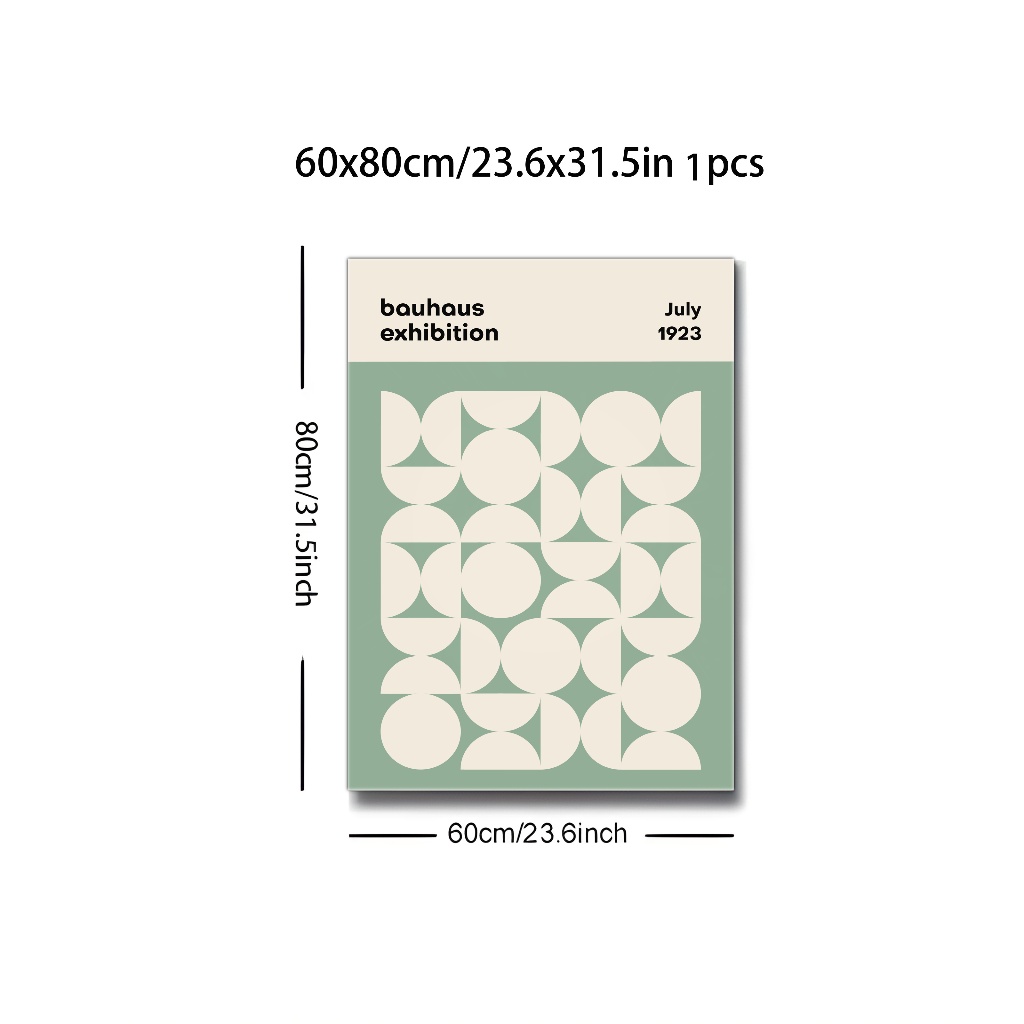 60x80cm/23.6x31.5in 1pcs
bauhaus
exhibition
July
1923
80cm/31.5inch
60cm/23.6inch